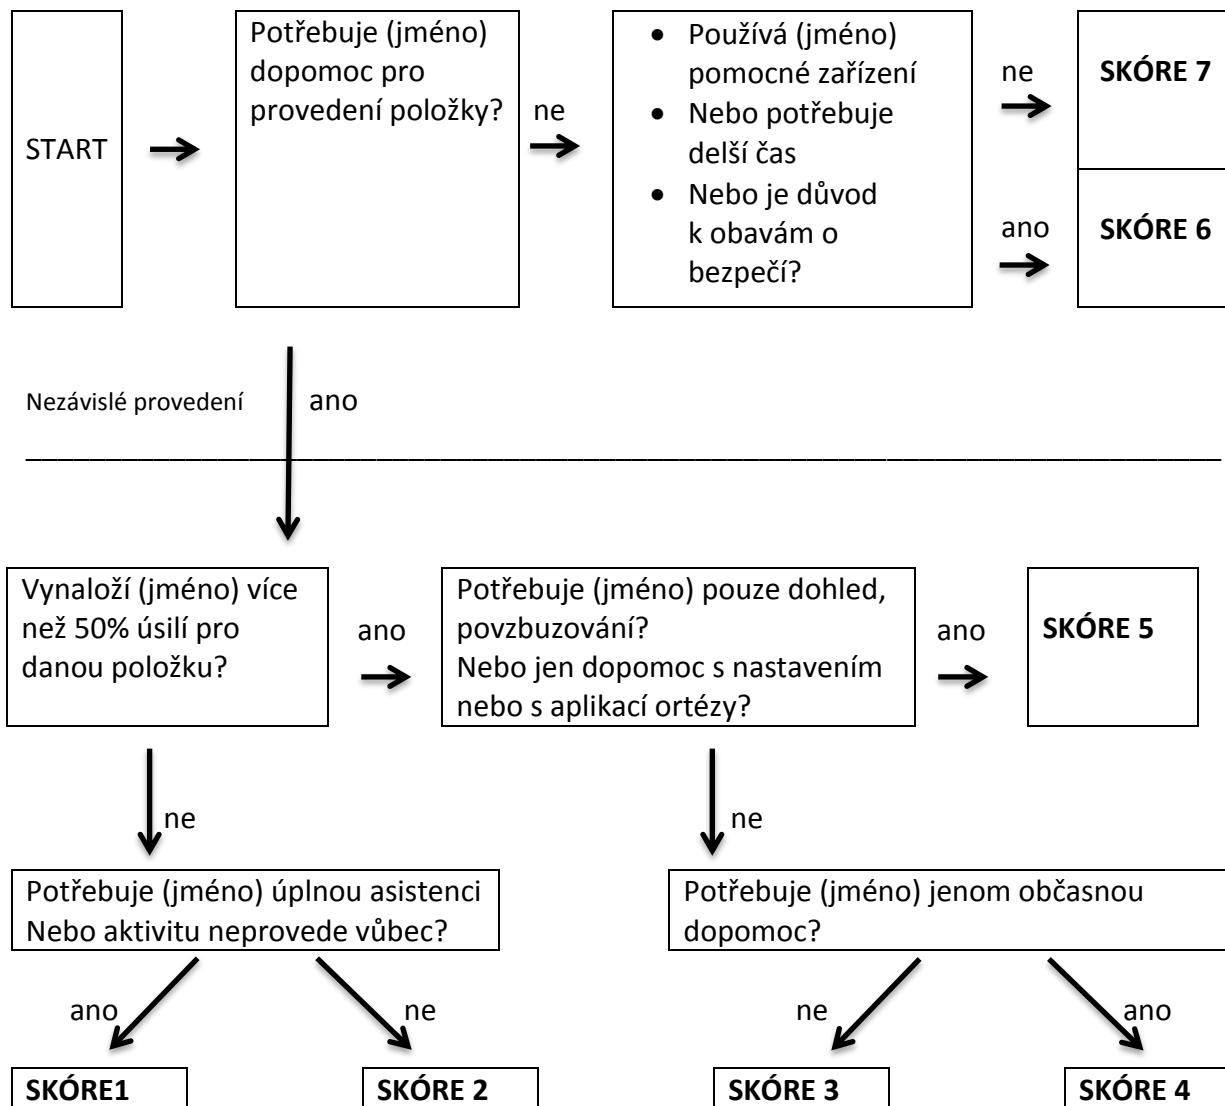 START
Potřebuje (jméno)
dopomoc pro
provedení položky?
ne
• Používá (jméno)
pomocné zařízení
• Nebo potřebuje
delší čas
• Nebo je důvod
k obavám o
bezpečí?
ne
SKÓRE 7
ano
SKÓRE 6
Nezávislé provedení
ano
Vynaloží (jméno) více
než 50% úsilí pro
danou položku?
ano
Potřebuje (jméno) pouze dohled,
povzbuzování?
Nebo jen dopomoc s nastavením
nebo s aplikací ortézy?
ano
SKÓRE 5
ne
ne
Potřebuje (jméno) úplnou asistenci
Nebo aktivitu neprovede vůbec?
Potřebuje (jméno) jenom občasnou
dopomoc?
ano
ne
ne
ano
SKÓRE1
SKÓRE 2
SKÓRE 3
SKÓRE 4